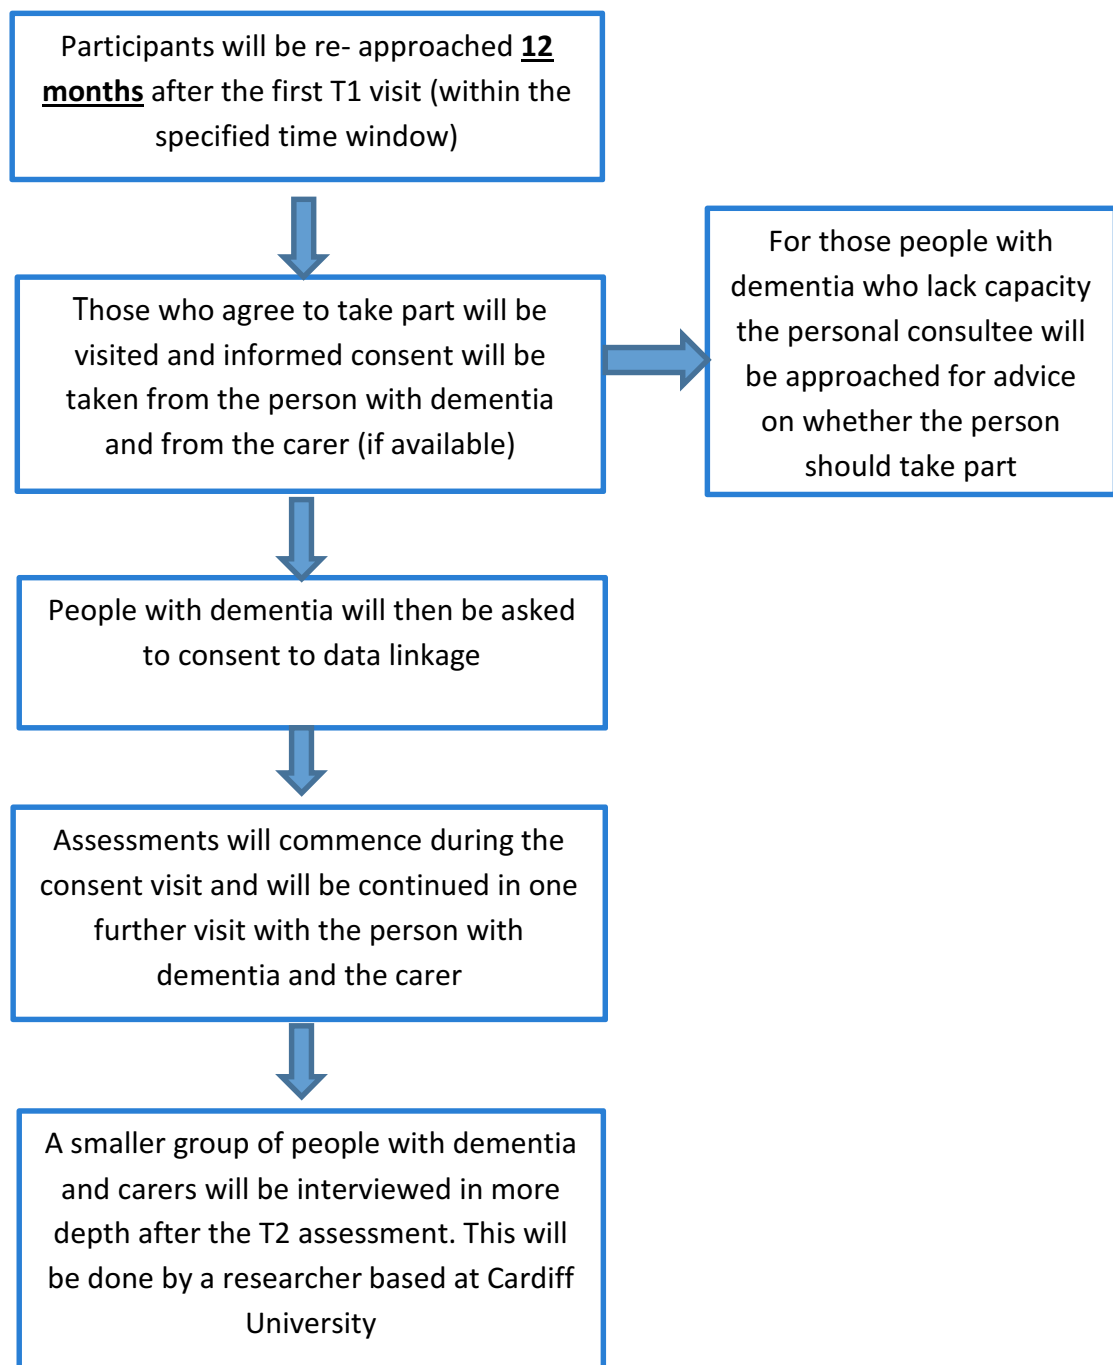 Participants will be re- approached 12
months after the first T1 visit (within the
specified time window)
Those who agree to take part will be
visited and informed consent will be
taken from the person with dementia
and from the carer (if available)
For those people with
dementia who lack capacity
the personal consultee will
be approached for advice
on whether the person
should take part
People with dementia will then be asked
to consent to data linkage
Assessments will commence during the
consent visit and will be continued in one
further visit with the person with
dementia and the carer
A smaller group of people with dementia
and carers will be interviewed in more
depth after the T2 assessment. This will
be done by a researcher based at Cardiff
University